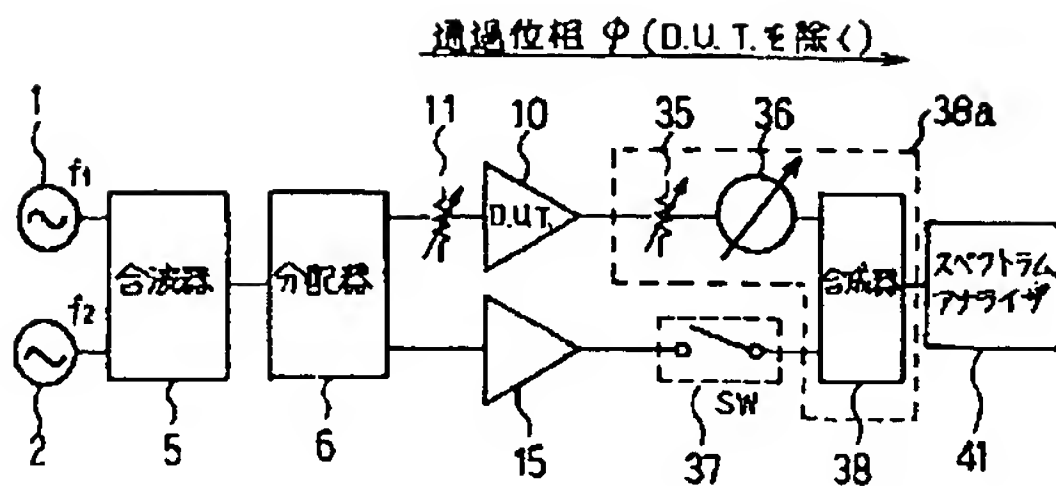 通過位相 φ (D.U.T.を除く)
1
f1
11
10
35
36
38a
D.U.T.
合波器
分配器
合成器
スペクトラム
アナライザ
f2
SW
2
5
6
15
37
38
41